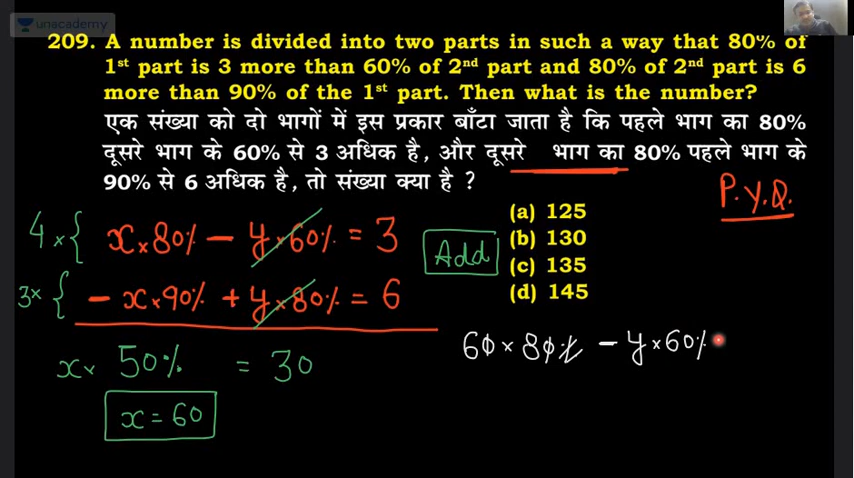 unacademy
209. A number is divided into two parts in such a way that 80% of
1st part is 3 more than 60% of 2nd part and 80% of 2nd part is 6
more than 90% of the 1st part. Then what is the number?
एक संख्या को दो भागों में इस प्रकार बाँटा जाता है कि पहले भाग का 80%
दूसरे भाग के 60% से 3 अधिक है, और दूसरे भाग का 80% पहले भाग के
90% से 6 अधिक है, तो संख्या क्या है ?
P.Y.Q.
(a) 125
(b) 130
(c) 135
(d) 145
4 × { x × 80% − y × 60% = 3
Add
3× { − x × 90% + y × 80% = 6
x × 50% = 30
x = 60
60 × 80% − y × 60%